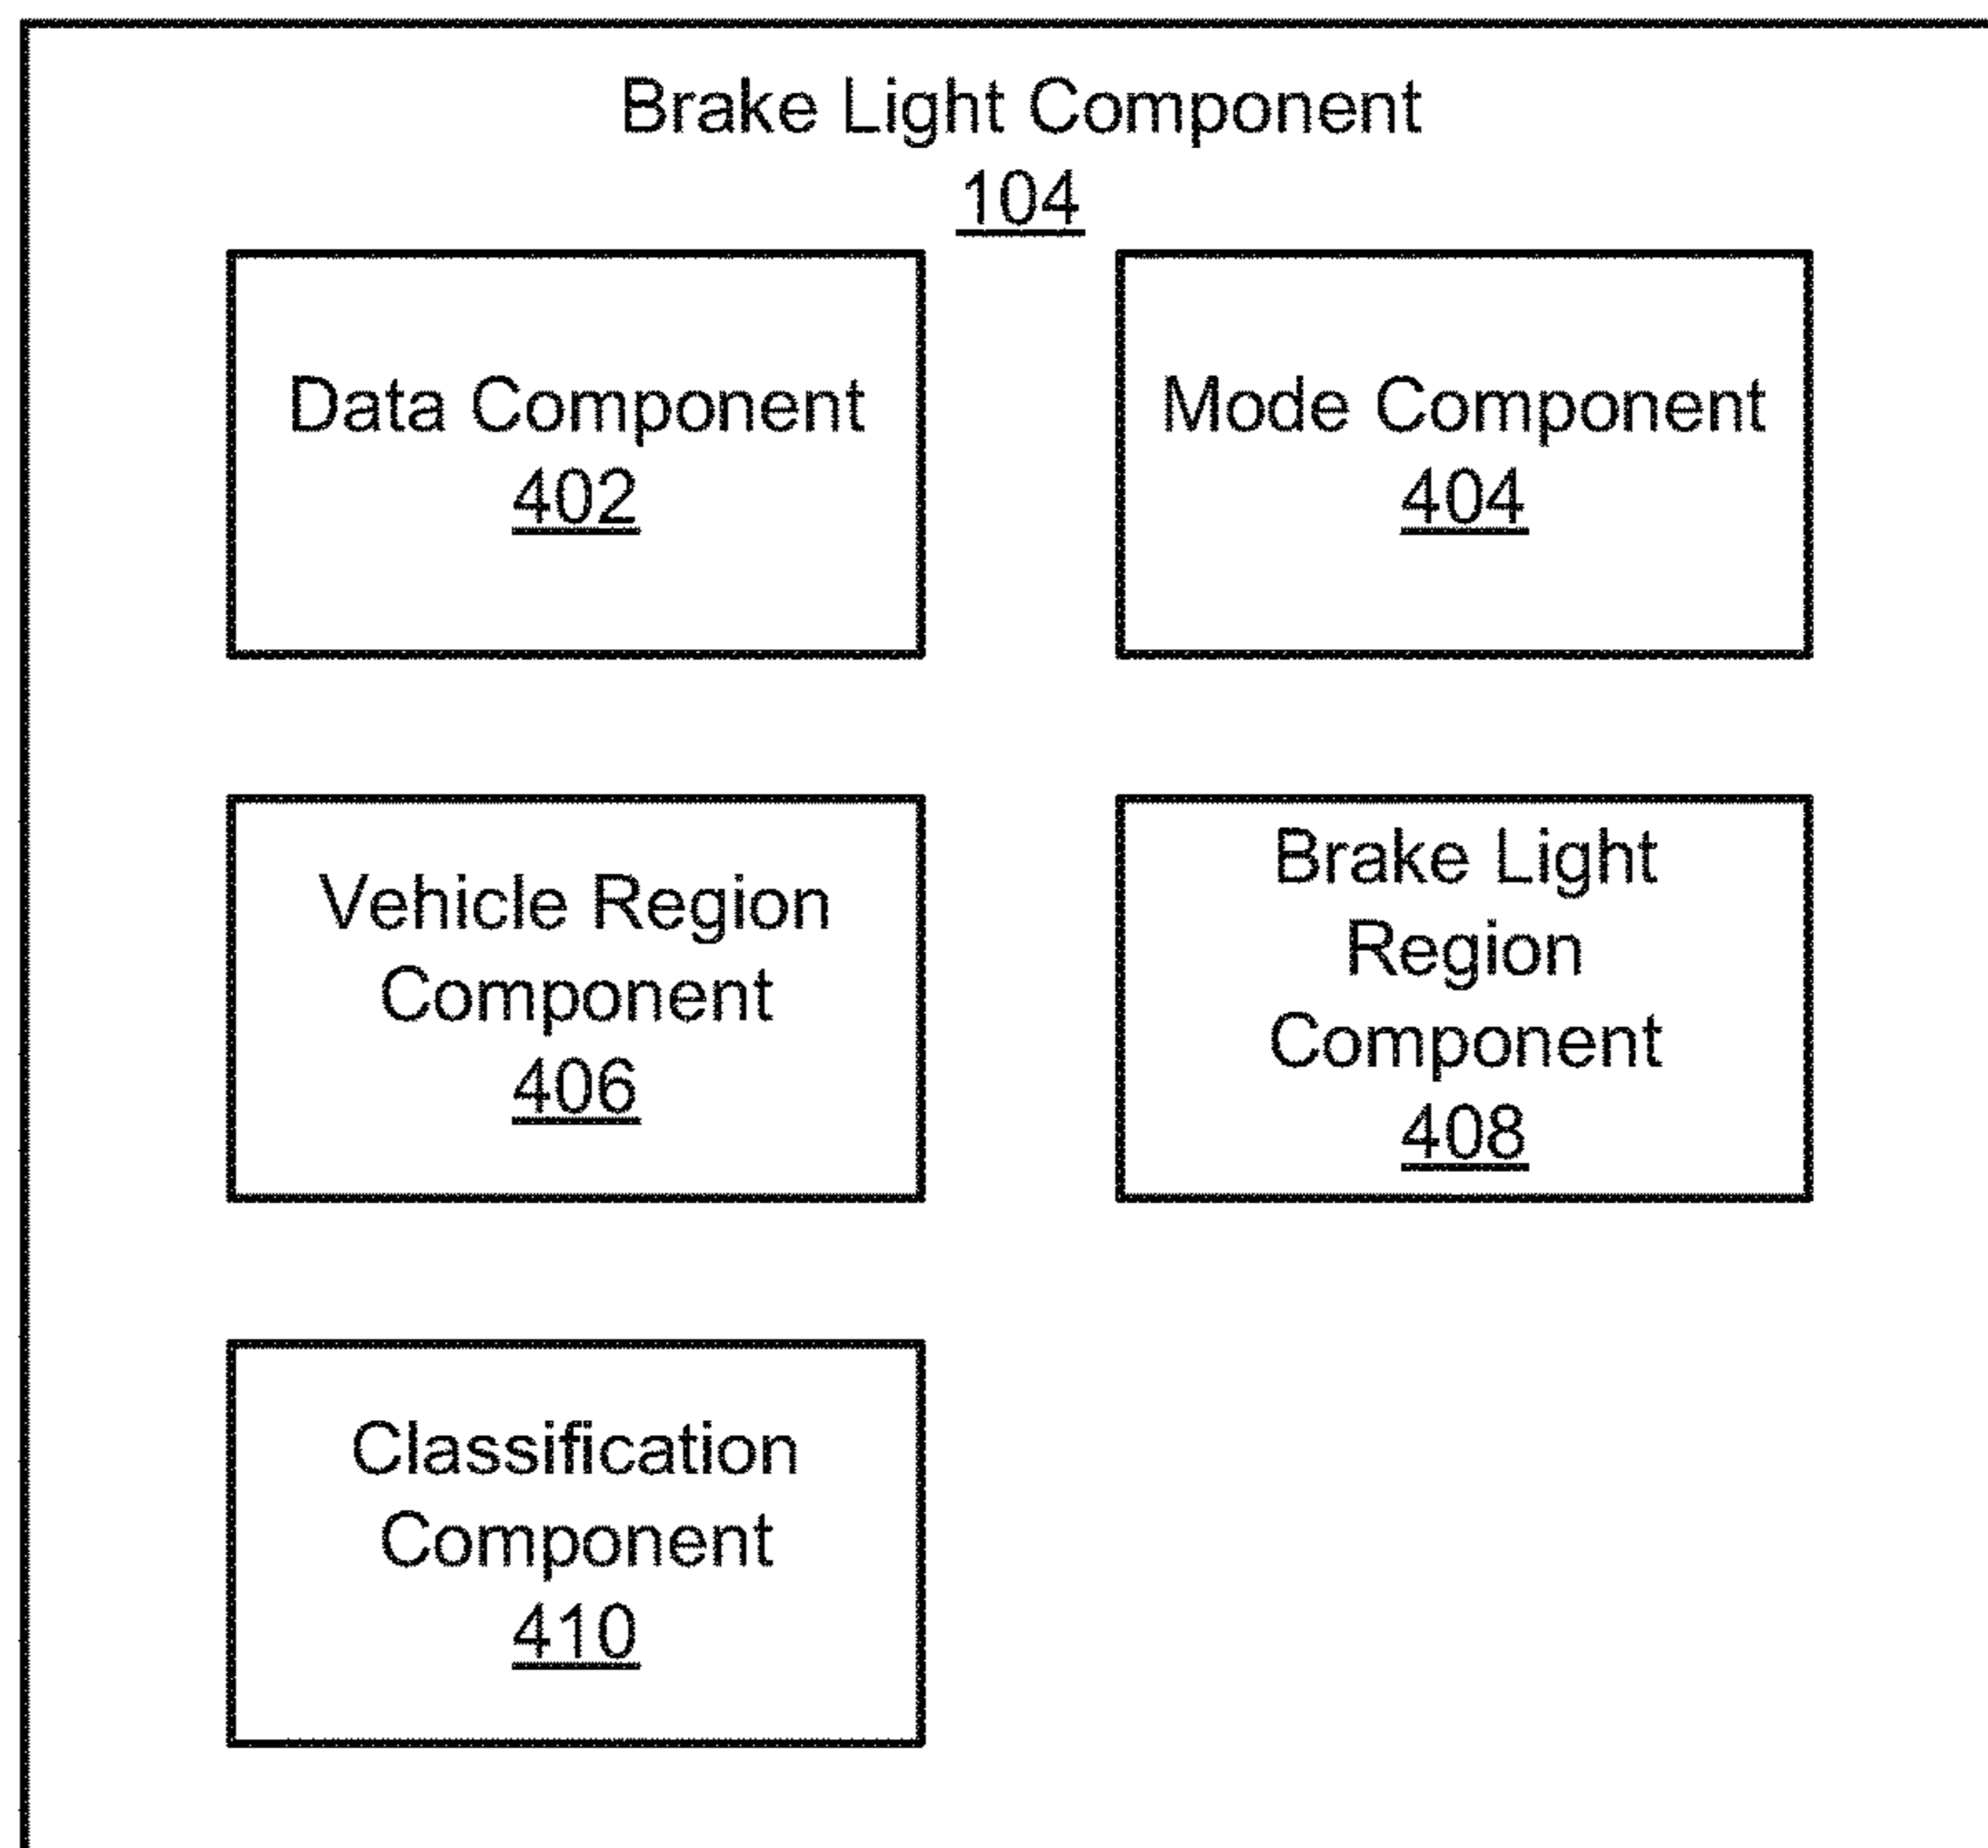 Brake Light Component
104
Data Component
402
Mode Component
404
Vehicle Region
Component
406
Brake Light
Region
Component
408
Classification
Component
410